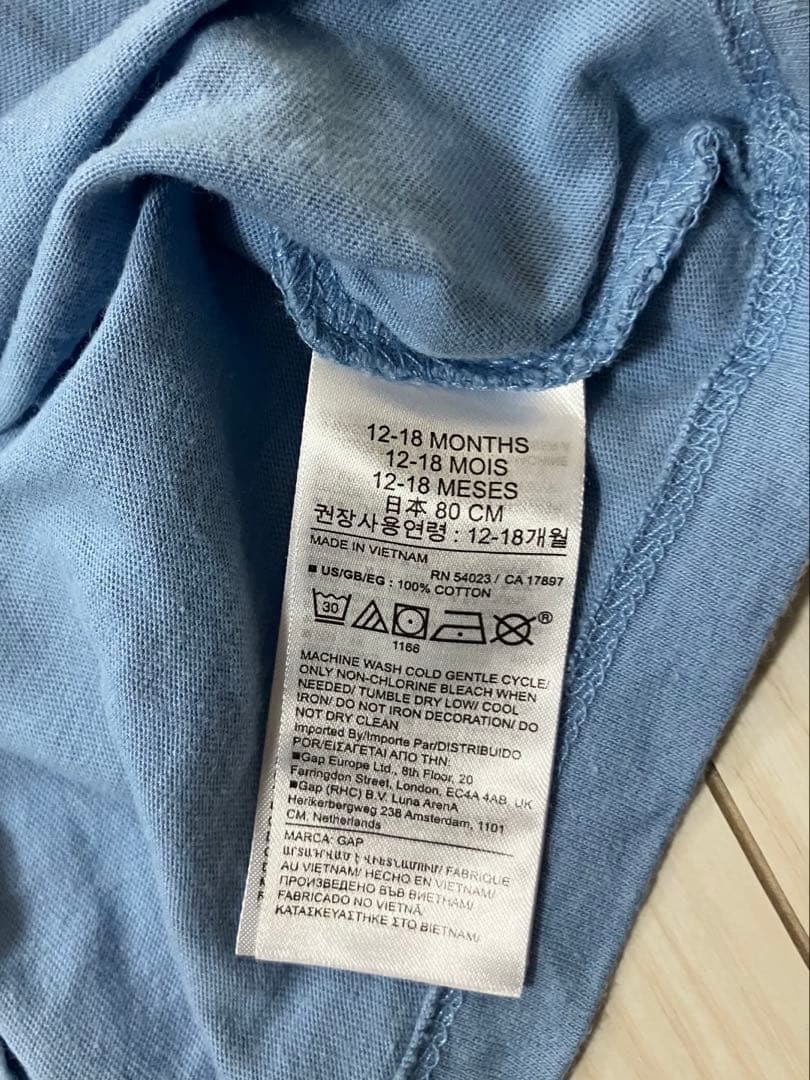 12-18 MONTHS
12-18 MOIS
12-18 MESES
日本 80 CM
권장사용연령 : 12-18개월
MADE IN VIETNAM
RN 54023 / CA 17897
■ US/GB/EG : 100% COTTON
30
®
1166
MACHINE WASH COLD GENTLE CYCLE/
ONLY NON-CHLORINE BLEACH WHEN
NEEDED/ TUMBLE DRY LOW/ COOL
IRON/ DO NOT IRON DECORATION/ DO
NOT DRY CLEAN
Imported By/Importe Par/DISTRIBUIDO
POR/ΕΙΣΑΓΕΤΑΙ ΑΠΟ ΤΗΝ:
■Gap Europe Ltd., 8th Floor, 20
Farringdon Street, London, EC4A 4AB, UK
■Gap (RHC) B.V. Luna ArenA
Herikerbergweg 238 Amsterdam, 1101
CM, Netherlands
MARCA: GAP
ԱՐՏԱԴՐՎԱԾ Է ՎԻԵՏՆԱՄՈՒՄ/ FABRIQUE
AU VIETNAM/ HECHO EN VIETNAM/
ПРОИЗВЕДЕНО ВЪВ ВИЕТНАМ/
FABRICADO NO VIETNÃ
ΚΑΤΑΣΚΕΥΑΣΤΗΚΕ ΣΤΟ ΒΙΕΤΝΑΜ/